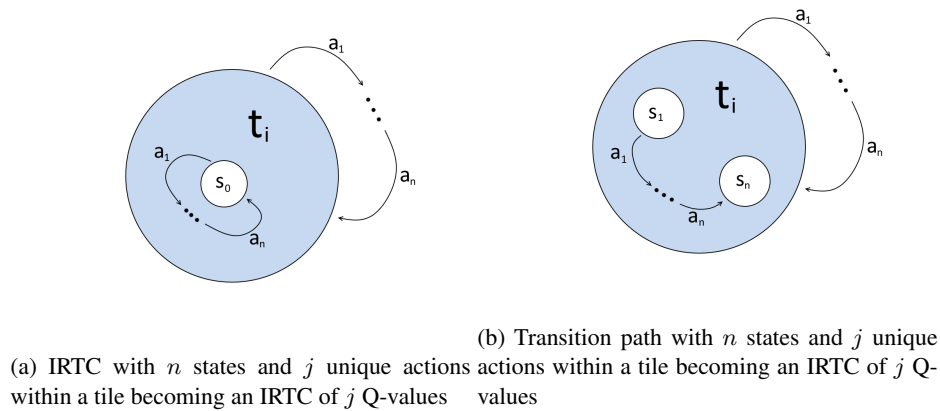 a1
ti
a1
s0
an
an
(a) IRTC with n states and j unique actions
within a tile becoming an IRTC of j Q-values
a1
ti
s1
a1
an
sn
an
(b) Transition path with n states and j unique
actions within a tile becoming an IRTC of j Q-
values